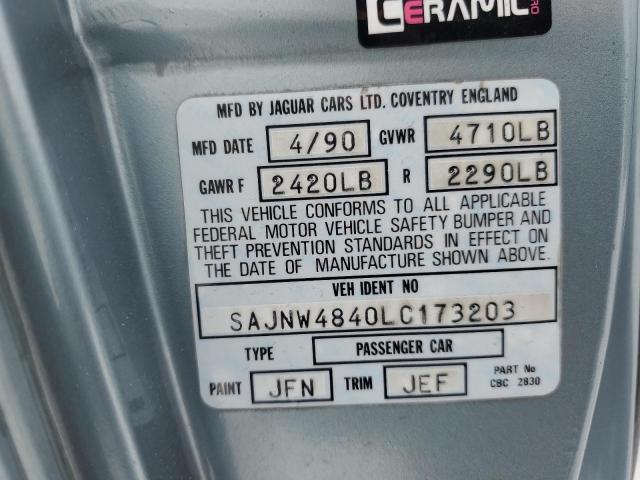 CERAMIC PRO
MFD BY JAGUAR CARS LTD. COVENTRY ENGLAND
MFD DATE 4/90 GVWR 4710LB
GAWR F 2420LB R 2290LB
THIS VEHICLE CONFORMS TO ALL APPLICABLE
FEDERAL MOTOR VEHICLE SAFETY BUMPER AND
THEFT PREVENTION STANDARDS IN EFFECT ON
THE DATE OF MANUFACTURE SHOWN ABOVE.
VEH IDENT NO
SAJNW4840LC173203
TYPE PASSENGER CAR
PAINT JFN TRIM JEF PART No
CBC 2830